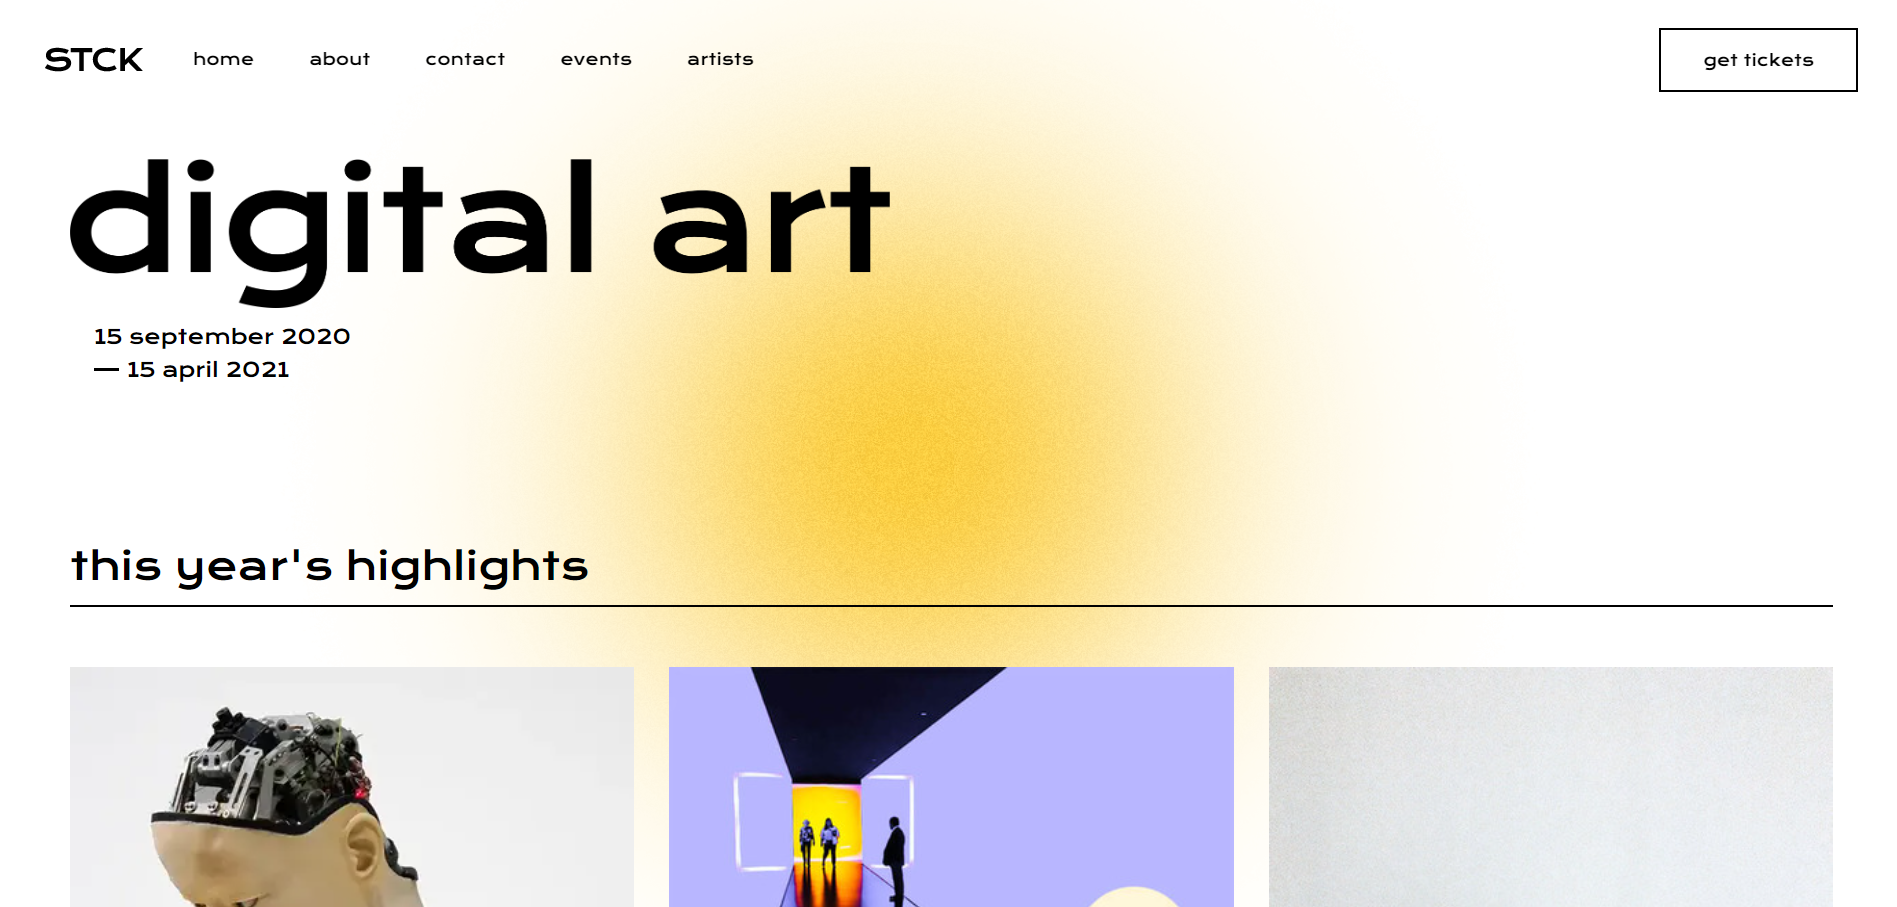 STCK
home
about
contact
events
artists
get tickets
digital art
15 september 2020
— 15 april 2021
this year's highlights